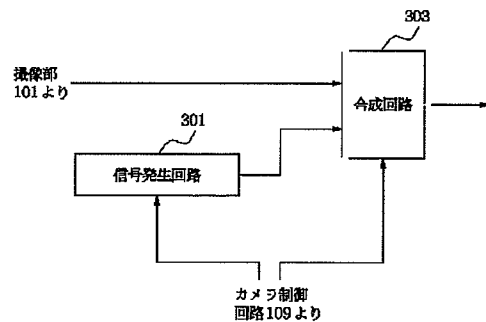 303
撮像部
101より
合成回路
301
信号発生回路
カメラ制御
回路109より